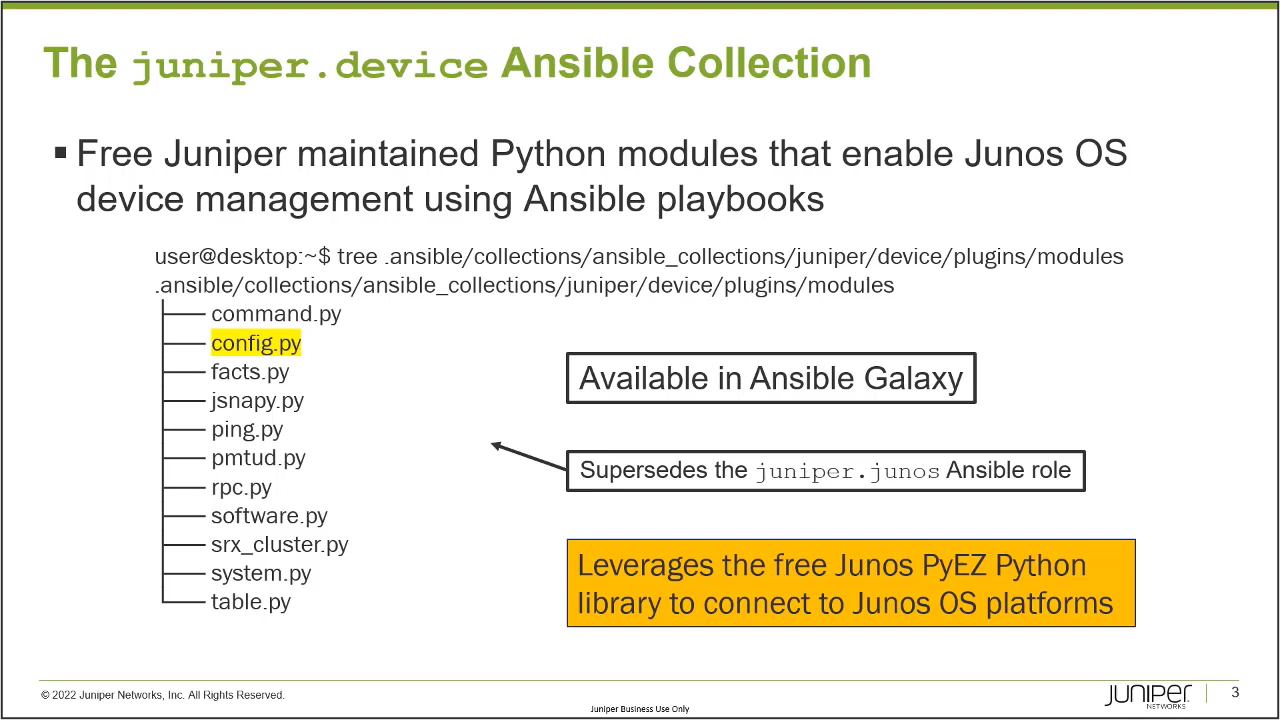 The juniper.device Ansible Collection
▪ Free Juniper maintained Python modules that enable Junos OS
device management using Ansible playbooks
user@desktop:~$ tree .ansible/collections/ansible_collections/juniper/device/plugins/modules
.ansible/collections/ansible_collections/juniper/device/plugins/modules
command.py
config.py
facts.py
jsnapy.py
ping.py
pmtud.py
rpc.py
software.py
srx_cluster.py
system.py
table.py
Available in Ansible Galaxy
Supersedes the juniper.junos Ansible role
Leverages the free Junos PyEZ Python
library to connect to Junos OS platforms
© 2022 Juniper Networks, Inc. All Rights Reserved.
Juniper Business Use Only
JUNIPER
NETWORKS
3